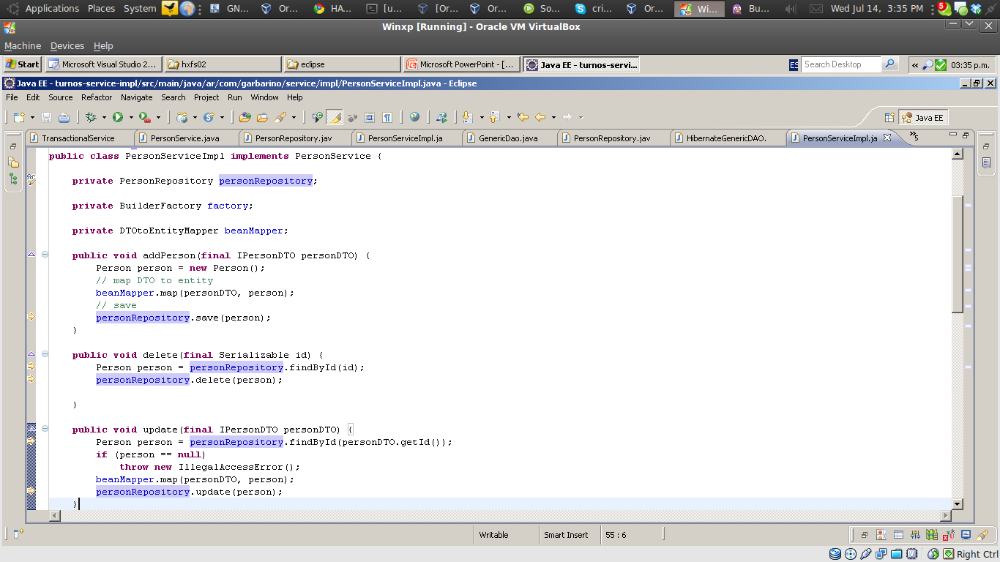 Applications Places System GN... Or... HA... [u... [Or... Or... So... cri... Or... Wi... Bu... Wed Jul 14, 3:35 PM 5 2
Winxp [Running] - Oracle VM VirtualBox
Machine Devices Help
Start Microsoft Visual Studio 2... hxfs02 eclipse Microsoft PowerPoint - [... Java EE - turnos-servi... ES Search Desktop « 03:35 p.m.
Java EE - turnos-service-impl/src/main/java/ar/com/garbarino/service/impl/PersonServiceImpl.java - Eclipse
File Edit Source Refactor Navigate Search Project Run Window Help
Java EE
TransactionalService PersonService.java PersonRepository.jav PersonServiceImpl.ja GenericDao.java PersonRepository.jav HibernateGenericDAO. PersonServiceImpl.ja »5
public class PersonServiceImpl implements PersonService {
private PersonRepository personRepository;
private BuilderFactory factory;
private DTOtoEntityMapper beanMapper;
public void addPerson(final IPersonDTO personDTO) {
Person person = new Person();
// map DTO to entity
beanMapper.map(personDTO, person);
// save
personRepository.save(person);
}
public void delete(final Serializable id) {
Person person = personRepository.findById(id);
personRepository.delete(person);
}
public void update(final IPersonDTO personDTO) {
Person person = personRepository.findById(personDTO.getId());
if (person == null)
throw new IllegalAccessError();
beanMapper.map(personDTO, person);
personRepository.update(person);
}
Writable Smart Insert 55 : 6
Right Ctrl